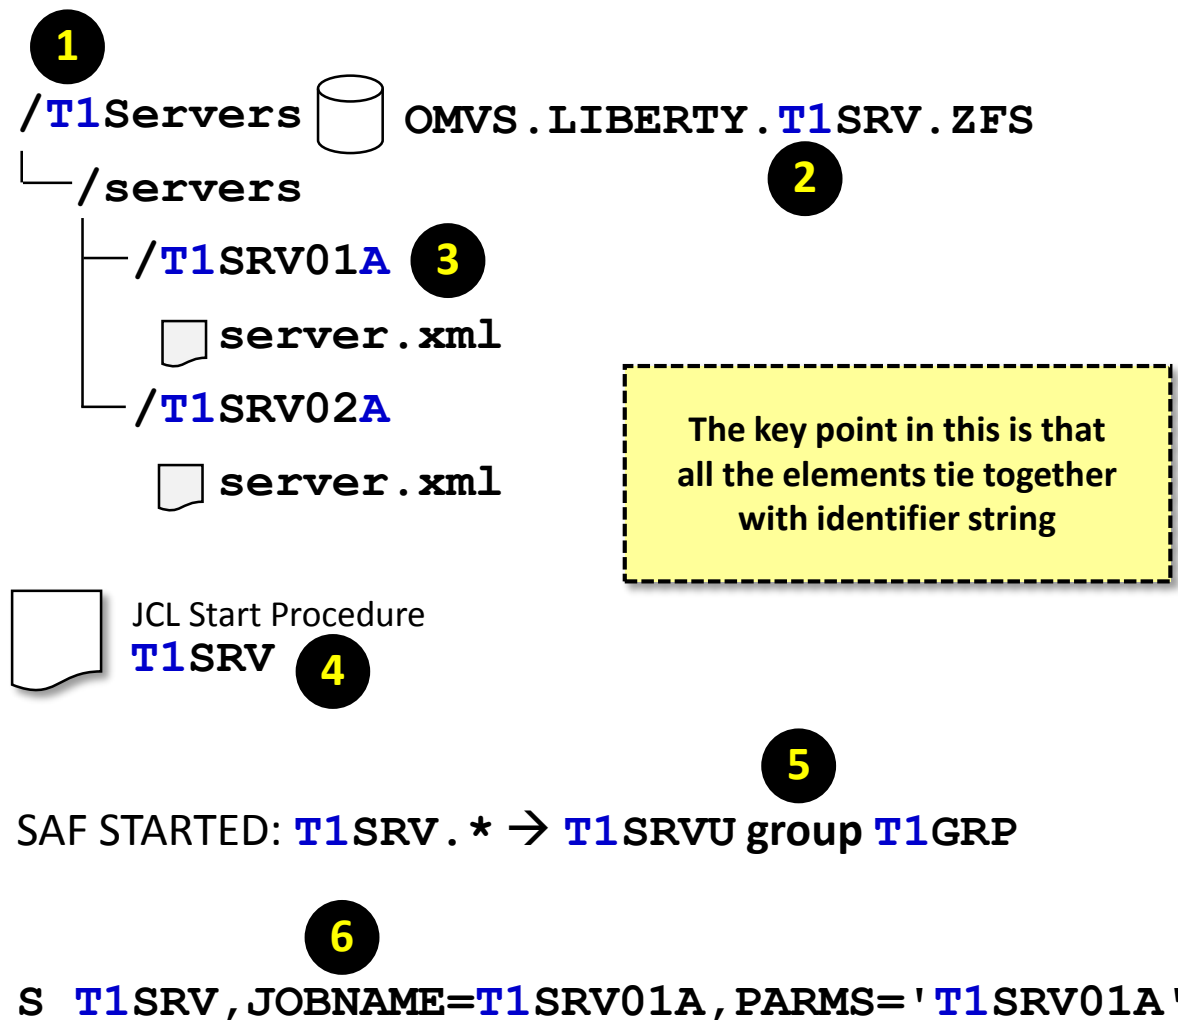 1
/T1Servers OMVS.LIBERTY.T1SRV.ZFS
2
/servers
/T1SRV01A 3
server.xml
/T1SRV02A
server.xml
The key point in this is that
all the elements tie together
with identifier string
JCL Start Procedure
T1SRV 4
5
SAF STARTED: T1SRV.* → T1SRVU group T1GRP
6
S T1SRV,JOBNAME=T1SRV01A,PARMS='T1SRV01A'